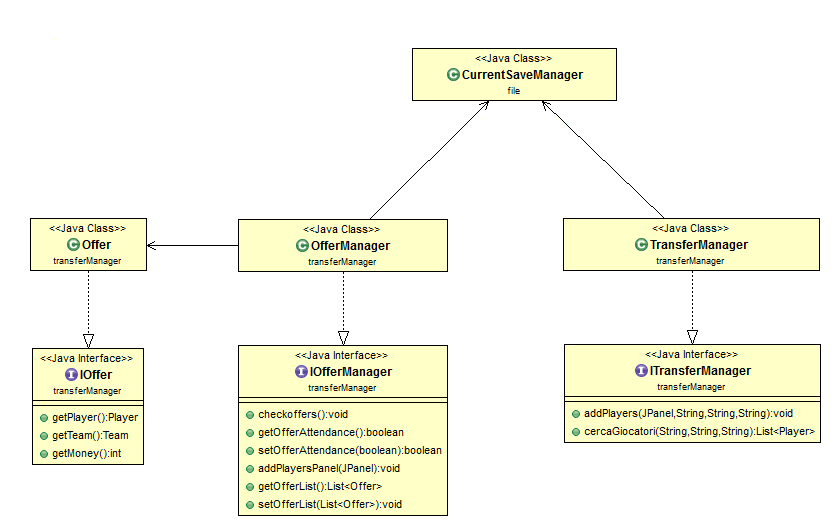 <<Java Class>>
CurrentSaveManager
file
<<Java Class>>
Offer
transferManager
<<Java Class>>
OfferManager
transferManager
<<Java Class>>
TransferManager
transferManager
<<Java Interface>>
IOffer
transferManager
getPlayer():Player
getTeam():Team
getMoney():int
<<Java Interface>>
IOfferManager
transferManager
checkoffers():void
getOfferAttendance():boolean
setOfferAttendance(boolean):boolean
addPlayersPanel(JPanel):void
getOfferList():List<Offer>
setOfferList(List<Offer>):void
<<Java Interface>>
ITransferManager
transferManager
addPlayers(JPanel,String,String,String):void
cercaGiocatori(String,String,String):List<Player>